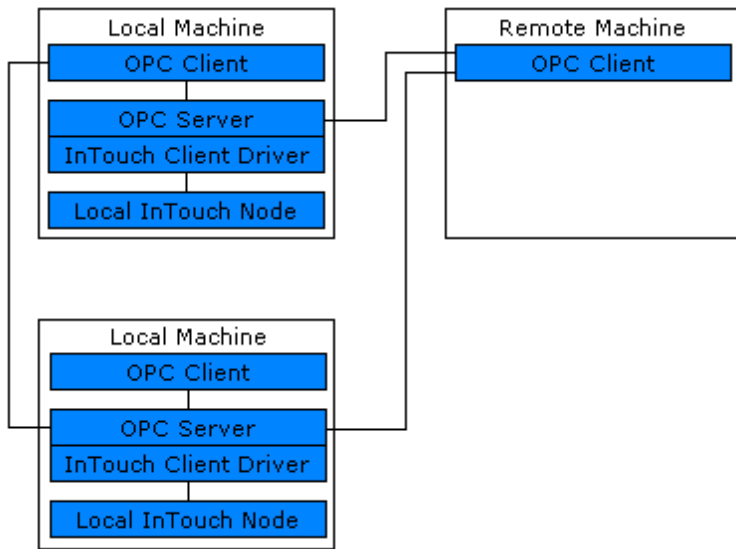 Local Machine
OPC Client
OPC Server
InTouch Client Driver
Local InTouch Node
Remote Machine
OPC Client
Local Machine
OPC Client
OPC Server
InTouch Client Driver
Local InTouch Node